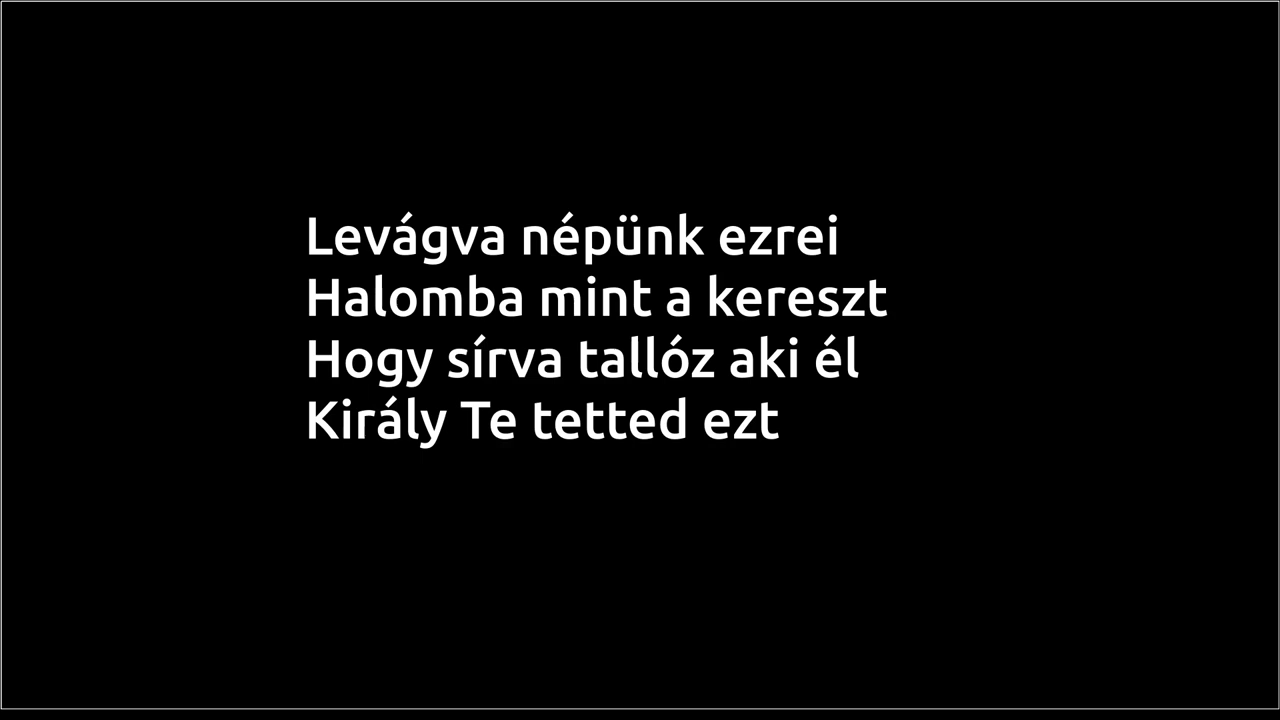 Levágva népünk ezrei
Halomba mint a kereszt
Hogy sírva tallóz aki él
Király Te tetted ezt